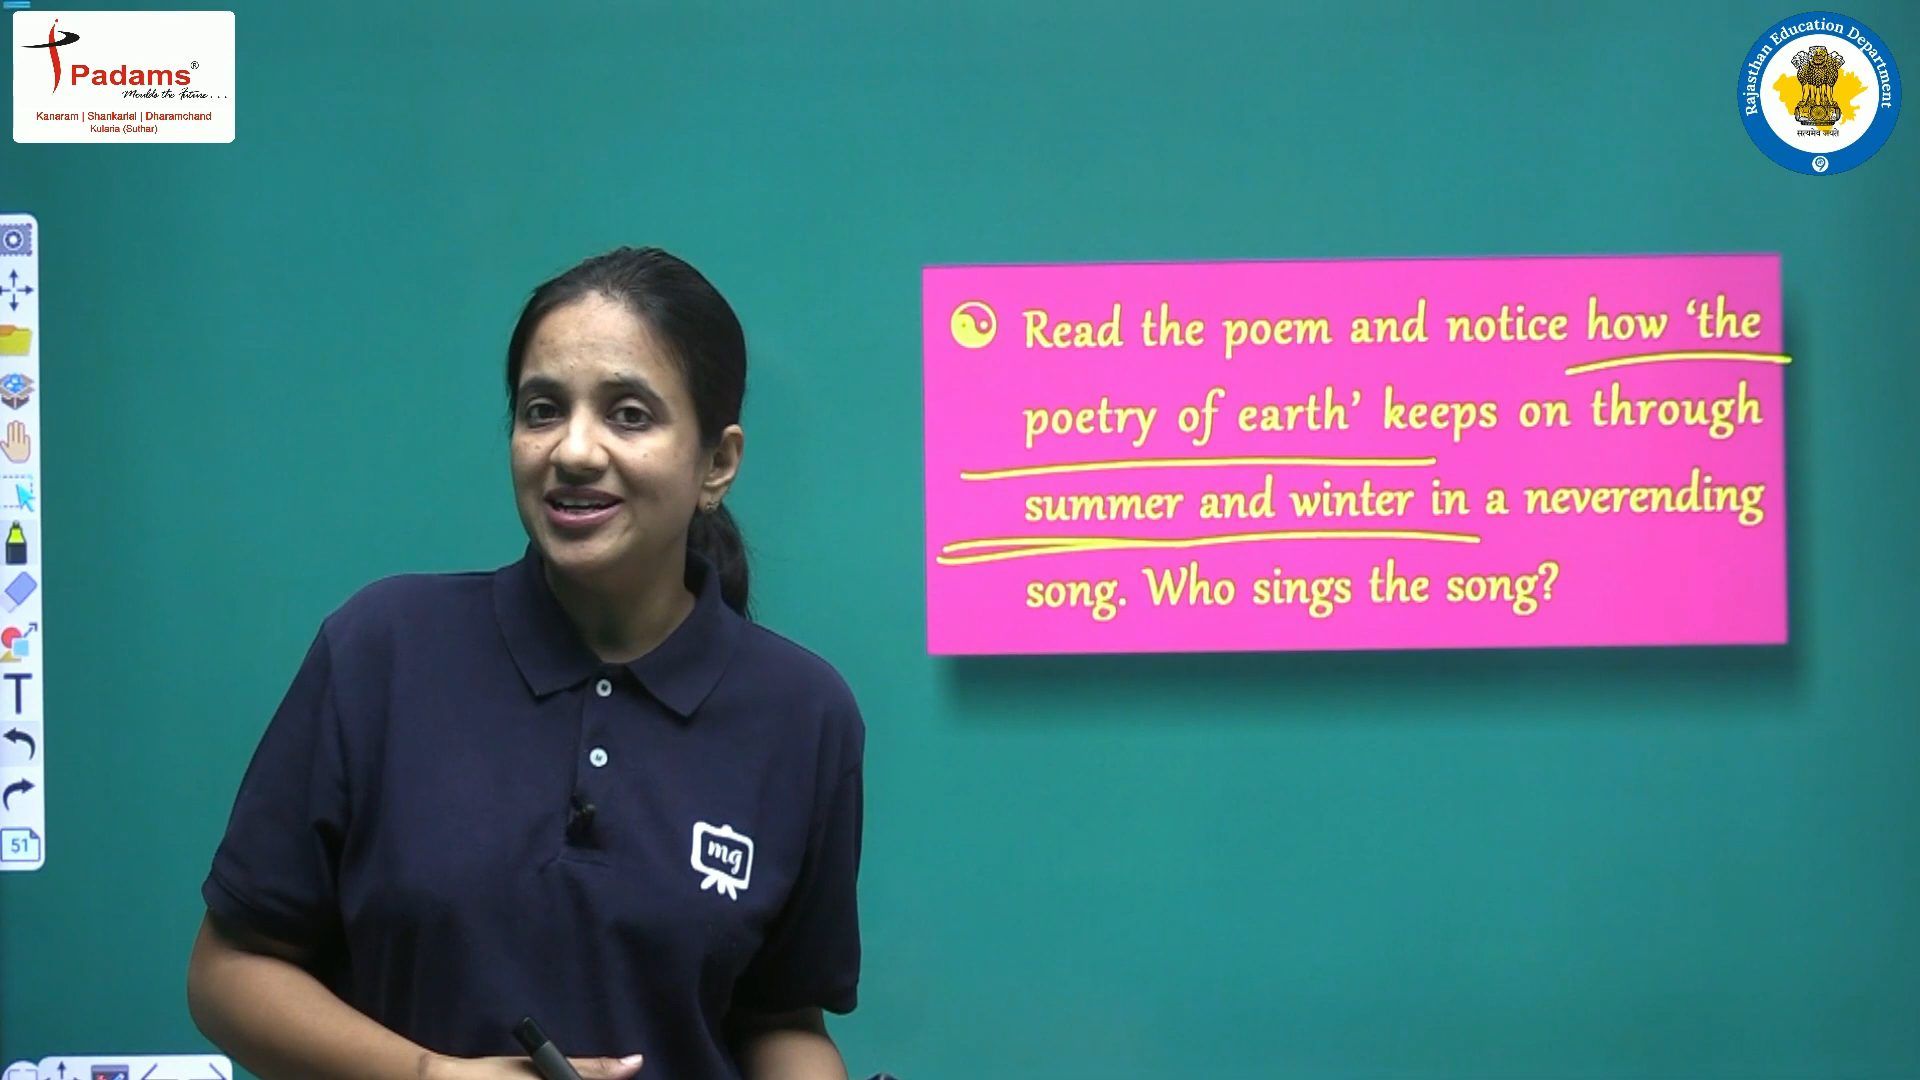 Padams®
Moulds the Future...
Kanaram | Shankarlal | Dharamchand
Kularia (Suthar)
Rajasthan Education Department
सत्यमेव जयते
Read the poem and notice how ‘the
poetry of earth’ keeps on through
summer and winter in a neverending
song. Who sings the song?
mg
T
51